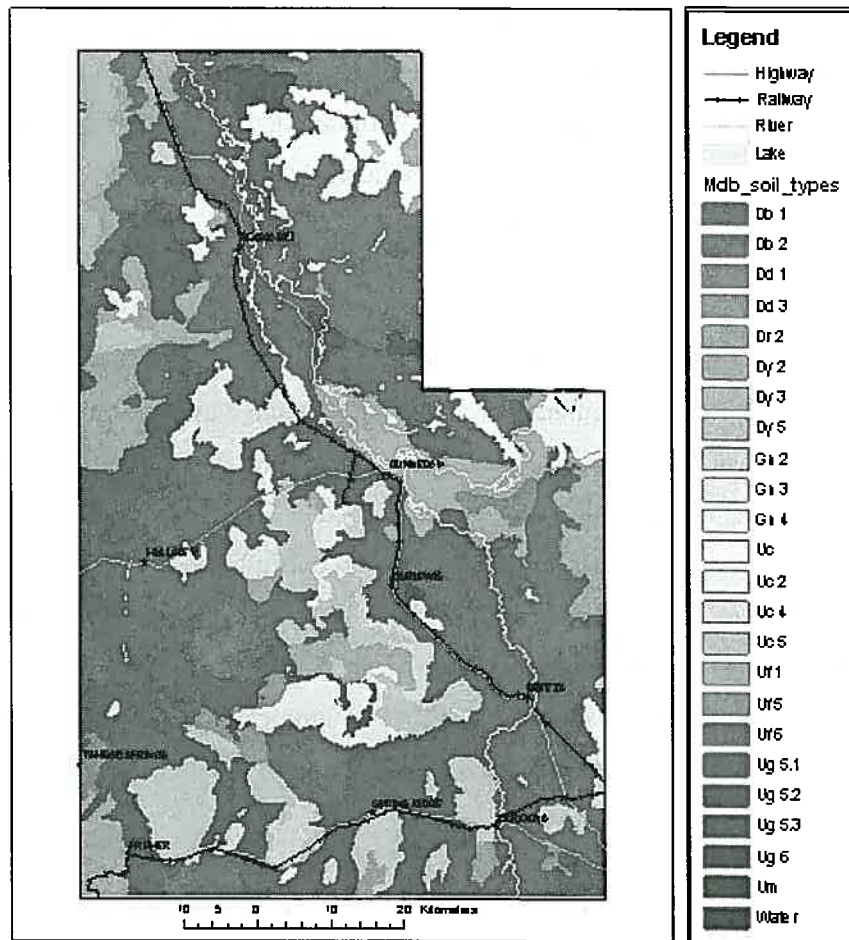 Legend
Highway
Railway
River
Lake
Mdb_soil_types
Db 1
Db 2
Dd 1
Dd 3
Dr 2
Dy 2
Dy 3
Dy 5
Gn 2
Gn 3
Gn 4
Uc
Uc 2
Uc 4
Uc 5
Uf 1
Uf 5
Uf 6
Ug 5.1
Ug 5.2
Ug 5.3
Ug 6
Um
Water
GUNNEDAH
CURLEWIS
10 5 0 10 20 Kilometers